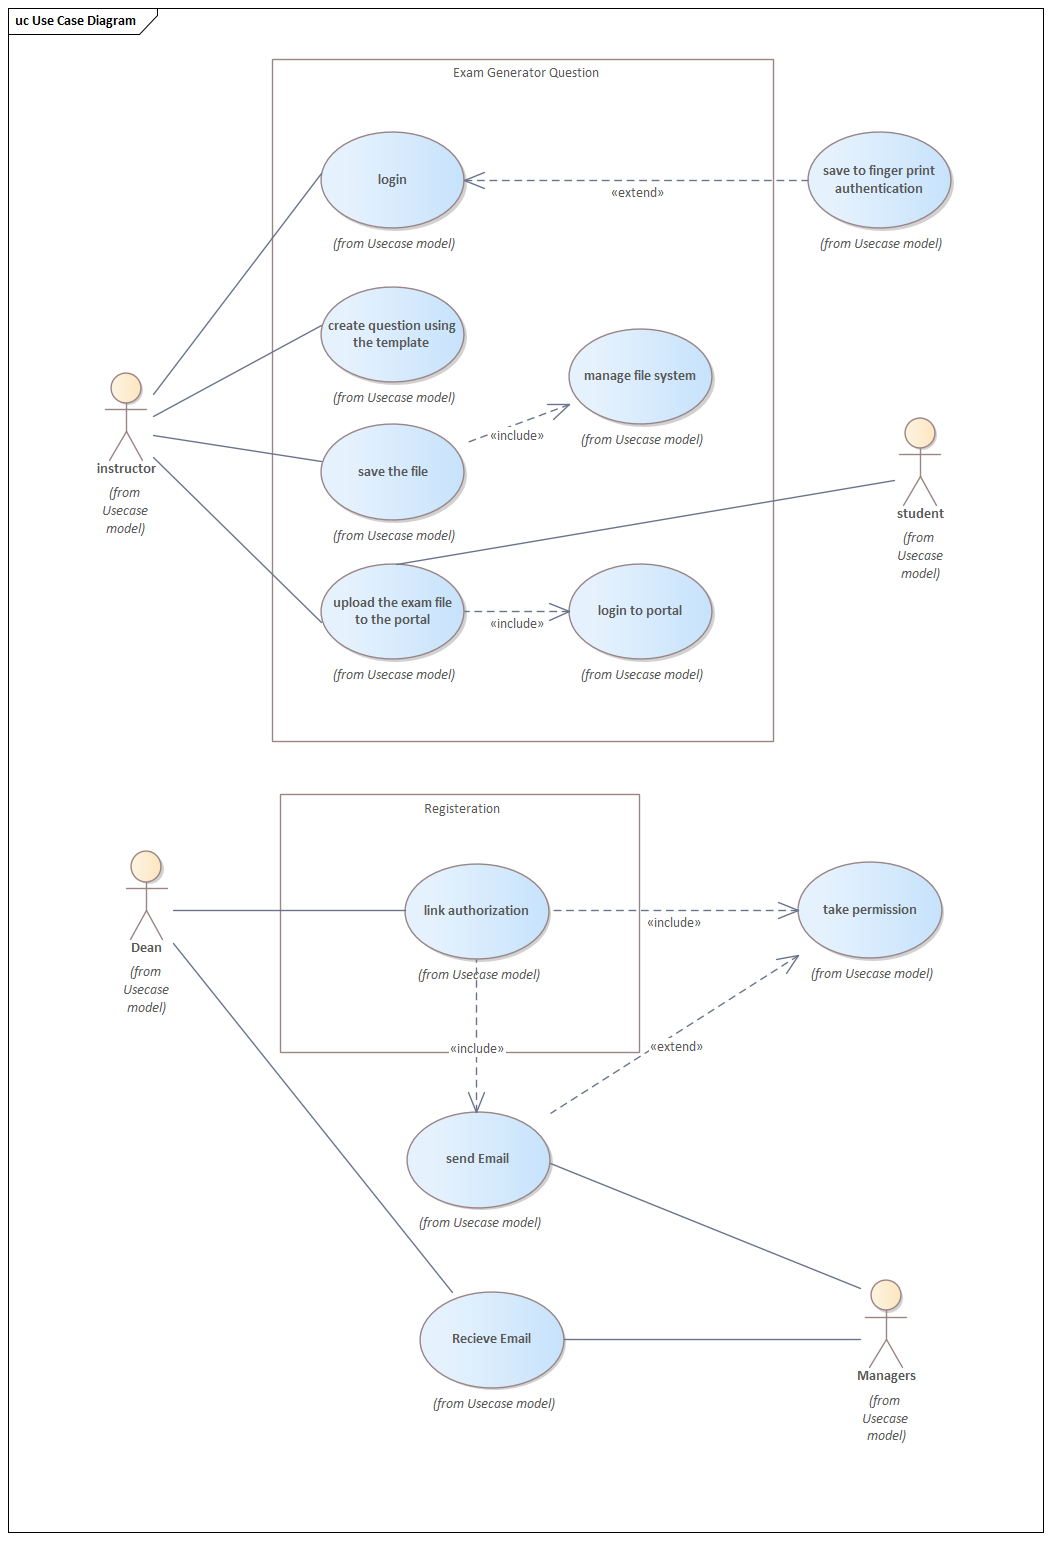 uc Use Case Diagram
Exam Generator Question
login
(from Usecase model)
«extend»
save to finger print
authentication
(from Usecase model)
create question using
the template
(from Usecase model)
manage file system
(from Usecase model)
«include»
save the file
(from Usecase model)
instructor
(from
Usecase
model)
student
(from
Usecase
model)
upload the exam file
to the portal
(from Usecase model)
«include»
login to portal
(from Usecase model)
Registeration
link authorization
(from Usecase model)
«include»
take permission
(from Usecase model)
Dean
(from
Usecase
model)
«include»
«extend»
send Email
(from Usecase model)
Recieve Email
(from Usecase model)
Managers
(from
Usecase
model)